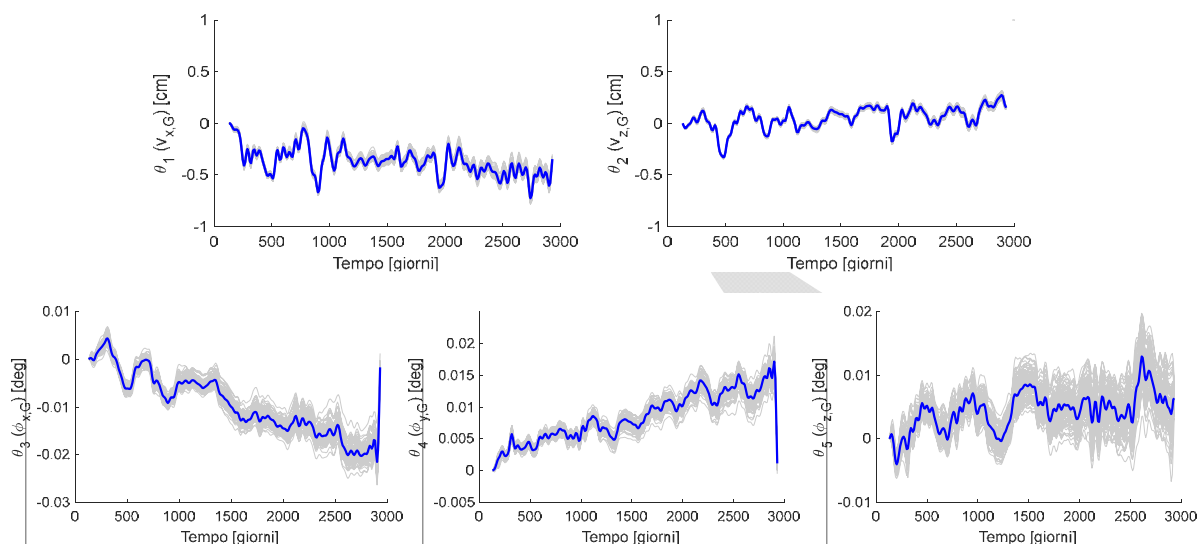 1
0.5
0
-0.5
-1
θ1 (vx,G) [cm]
0 500 1000 1500 2000 2500 3000
Tempo [giorni]
1
0.5
0
-0.5
-1
θ2 (vz,G) [cm]
0 500 1000 1500 2000 2500 3000
Tempo [giorni]
0.01
0
-0.01
-0.02
-0.03
θ3 (ϕx,G) [deg]
0 500 1000 1500 2000 2500 3000
Tempo [giorni]
0.02
0.015
0.01
0.005
0
-0.005
θ4 (ϕy,G) [deg]
0 500 1000 1500 2000 2500 3000
Tempo [giorni]
0.02
0.01
0
-0.01
θ5 (ϕz,G) [deg]
0 500 1000 1500 2000 2500 3000
Tempo [giorni]